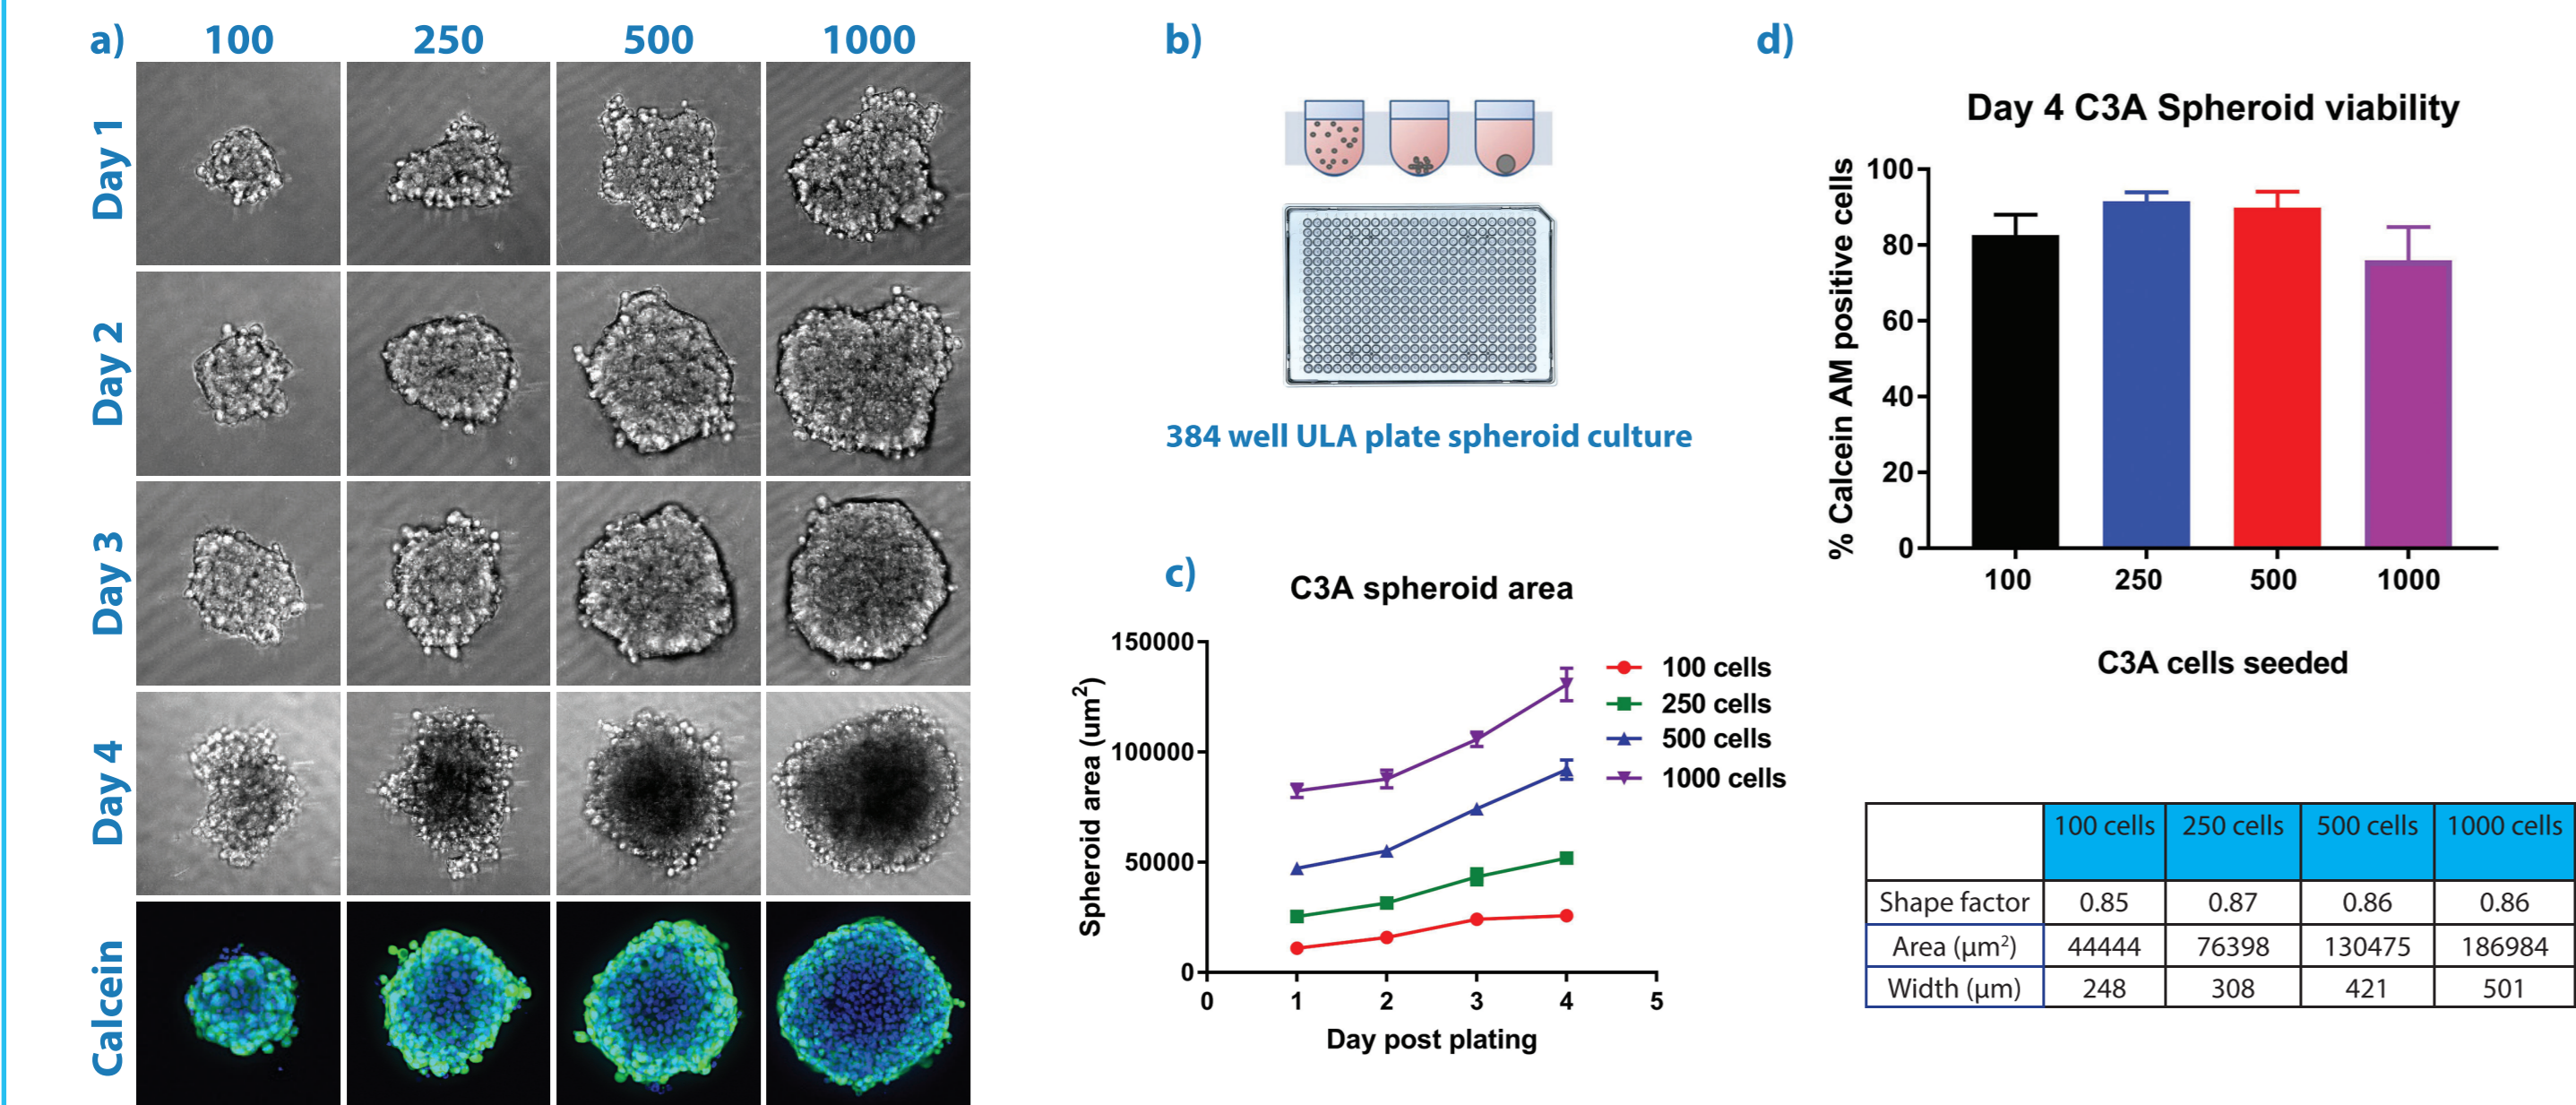 a)
100 250 500 1000
Day 1
Day 2
Day 3
Day 4
Calcein
b)
384 well ULA plate spheroid culture
c)
C3A spheroid area
Spheroid area (um²)
150000
100000
50000
0
0 1 2 3 4 5
Day post plating
100 cells
250 cells
500 cells
1000 cells
d)
Day 4 C3A Spheroid viability
% Calcein AM positive cells
100
80
60
40
20
0
100 250 500 1000
C3A cells seeded
100 cells 250 cells 500 cells 1000 cells
Shape factor 0.85 0.87 0.86 0.86
Area (μm²) 44444 76398 130475 186984
Width (μm) 248 308 421 501